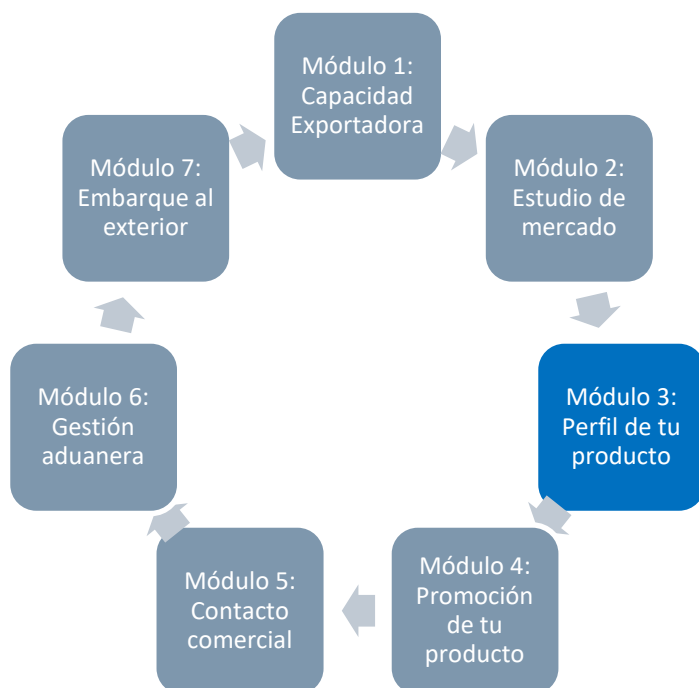 Módulo 1:
Capacidad
Exportadora
Módulo 2:
Estudio de
mercado
Módulo 3:
Perfil de tu
producto
Módulo 4:
Promoción
de tu
producto
Módulo 5:
Contacto
comercial
Módulo 6:
Gestión
aduanera
Módulo 7:
Embarque al
exterior